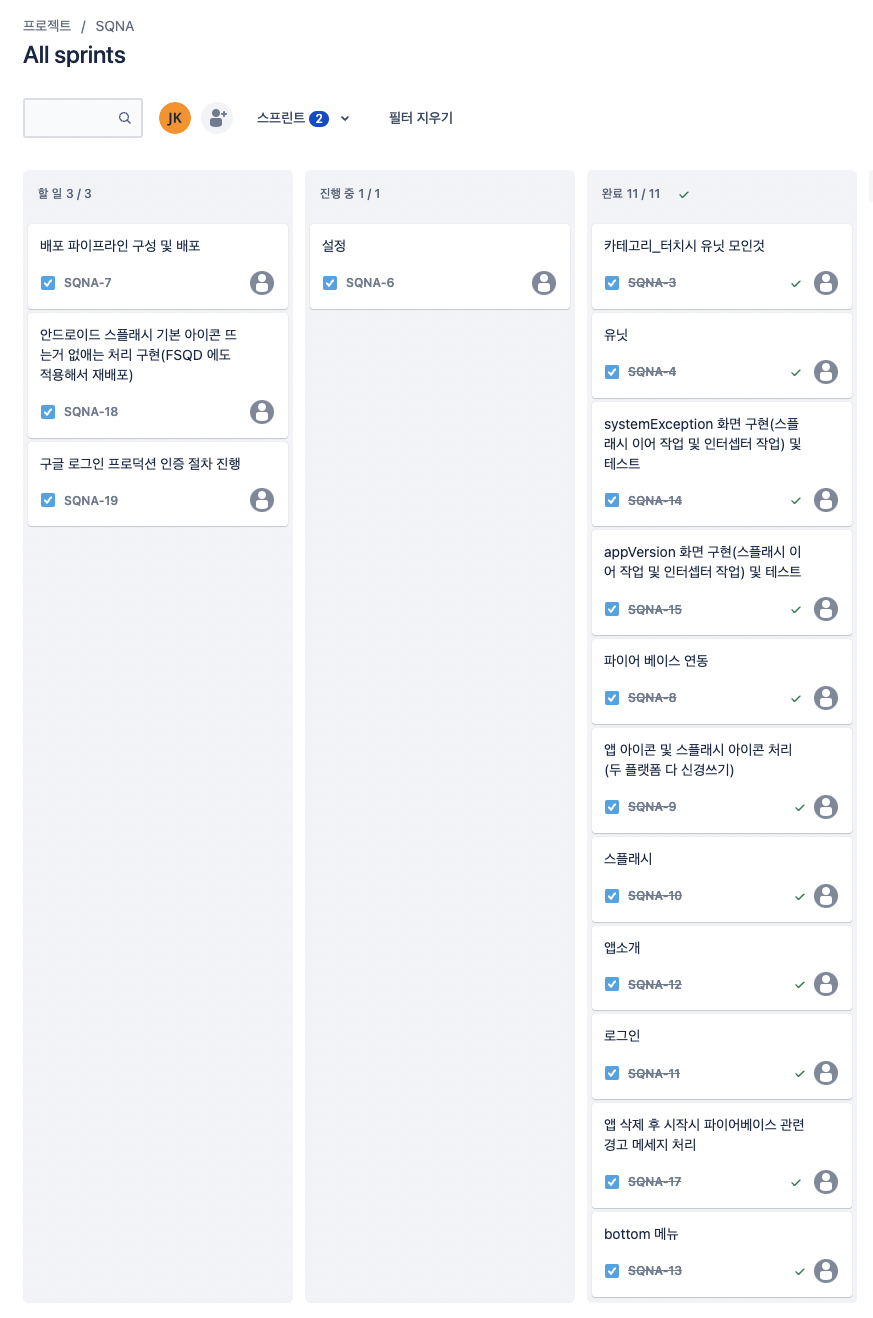 프로젝트 / SQNA
All sprints
JK
스프린트 2
필터 지우기
할 일 3 / 3
배포 파이프라인 구성 및 배포
SQNA-7
안드로이드 스플래시 기본 아이콘 뜨
는거 없애는 처리 구현(FSQD 에도
적용해서 재배포)
SQNA-18
구글 로그인 프로덕션 인증 절차 진행
SQNA-19
진행 중 1 / 1
설정
SQNA-6
완료 11 / 11
카테고리_터치시 유닛 모인것
SQNA-3
유닛
SQNA-4
systemException 화면 구현(스플
래시 이어 작업 및 인터셉터 작업) 및
테스트
SQNA-14
appVersion 화면 구현(스플래시 이
어 작업 및 인터셉터 작업) 및 테스트
SQNA-15
파이어 베이스 연동
SQNA-8
앱 아이콘 및 스플래시 아이콘 처리
(두 플랫폼 다 신경쓰기)
SQNA-9
스플래시
SQNA-10
앱소개
SQNA-12
로그인
SQNA-11
앱 삭제 후 시작시 파이어베이스 관련
경고 메세지 처리
SQNA-17
bottom 메뉴
SQNA-13